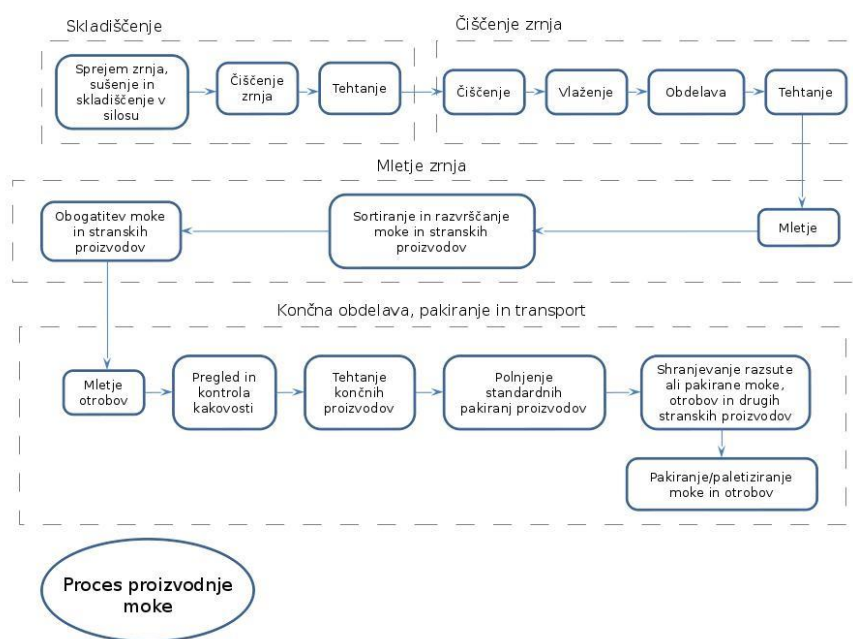 Skladiščenje
Čiščenje zrnja
Sprejem zrnja,
sušenje in
skladiščenje v
silosu
Čiščenje
zrnja
Tehtanje
Čiščenje
Vlaženje
Obdelava
Tehtanje
Mletje zrnja
Obogatitev moke
in stranskih
proizvodov
Sortiranje in razvrščanje
moke in stranskih
proizvodov
Mletje
Končna obdelava, pakiranje in transport
Mletje
otrobov
Pregled in
kontrola
kakovosti
Tehtanje
končnih
proizvodov
Polnjenje
standardnih
pakiranj proizvodov
Shranjevanje razsute
ali pakirane moke,
otrobov in drugih
stranskih proizvodov
Pakiranje/paletiziranje
moke in otrobov
Proces proizvodnje
moke